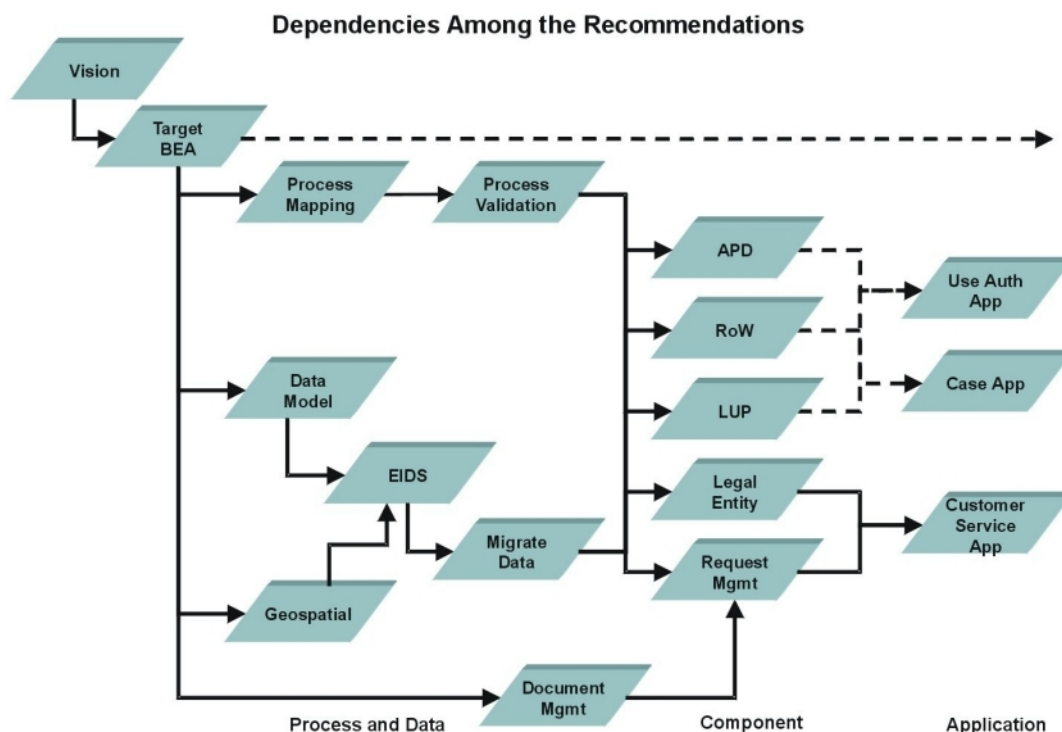 Dependencies Among the Recommendations
Vision
Target
BEA
Process
Mapping
Process
Validation
APD
Use Auth
App
RoW
Data
Model
Case App
LUP
EIDS
Legal
Entity
Customer
Service
App
Migrate
Data
Request
Mgmt
Geospatial
Document
Mgmt
Process and Data
Component
Application